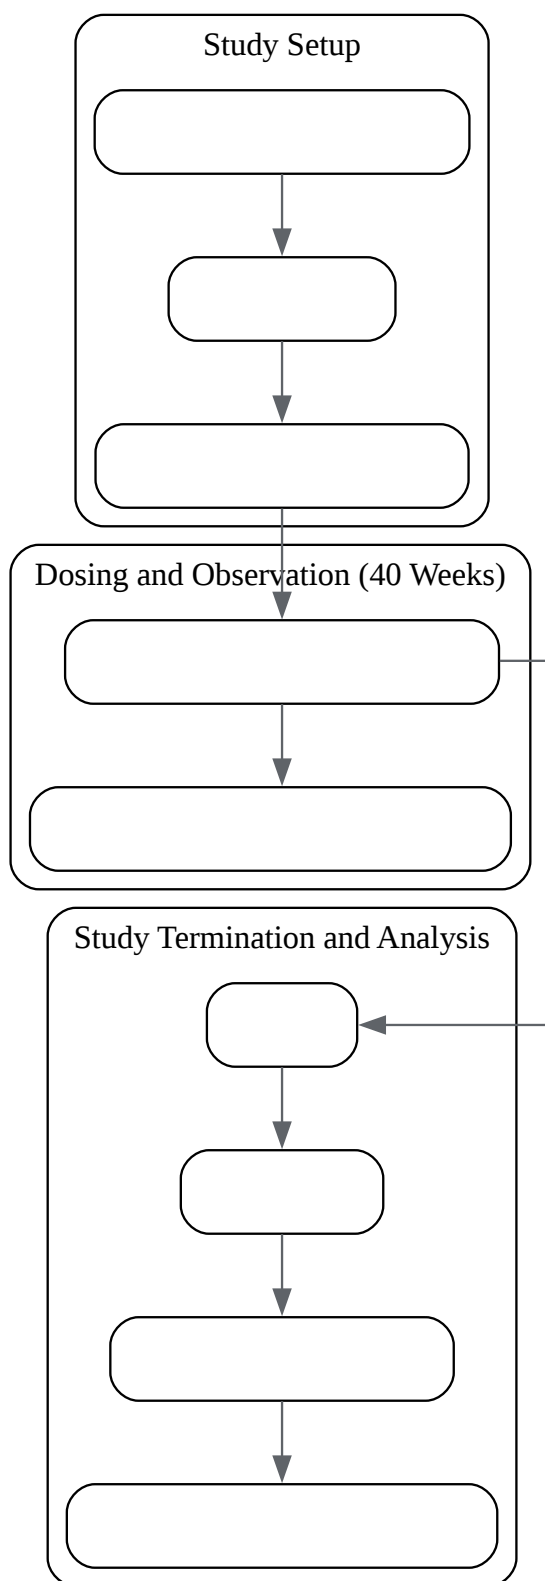 Study Setup
Dosing and Observation (40 Weeks)
Study Termination and Analysis